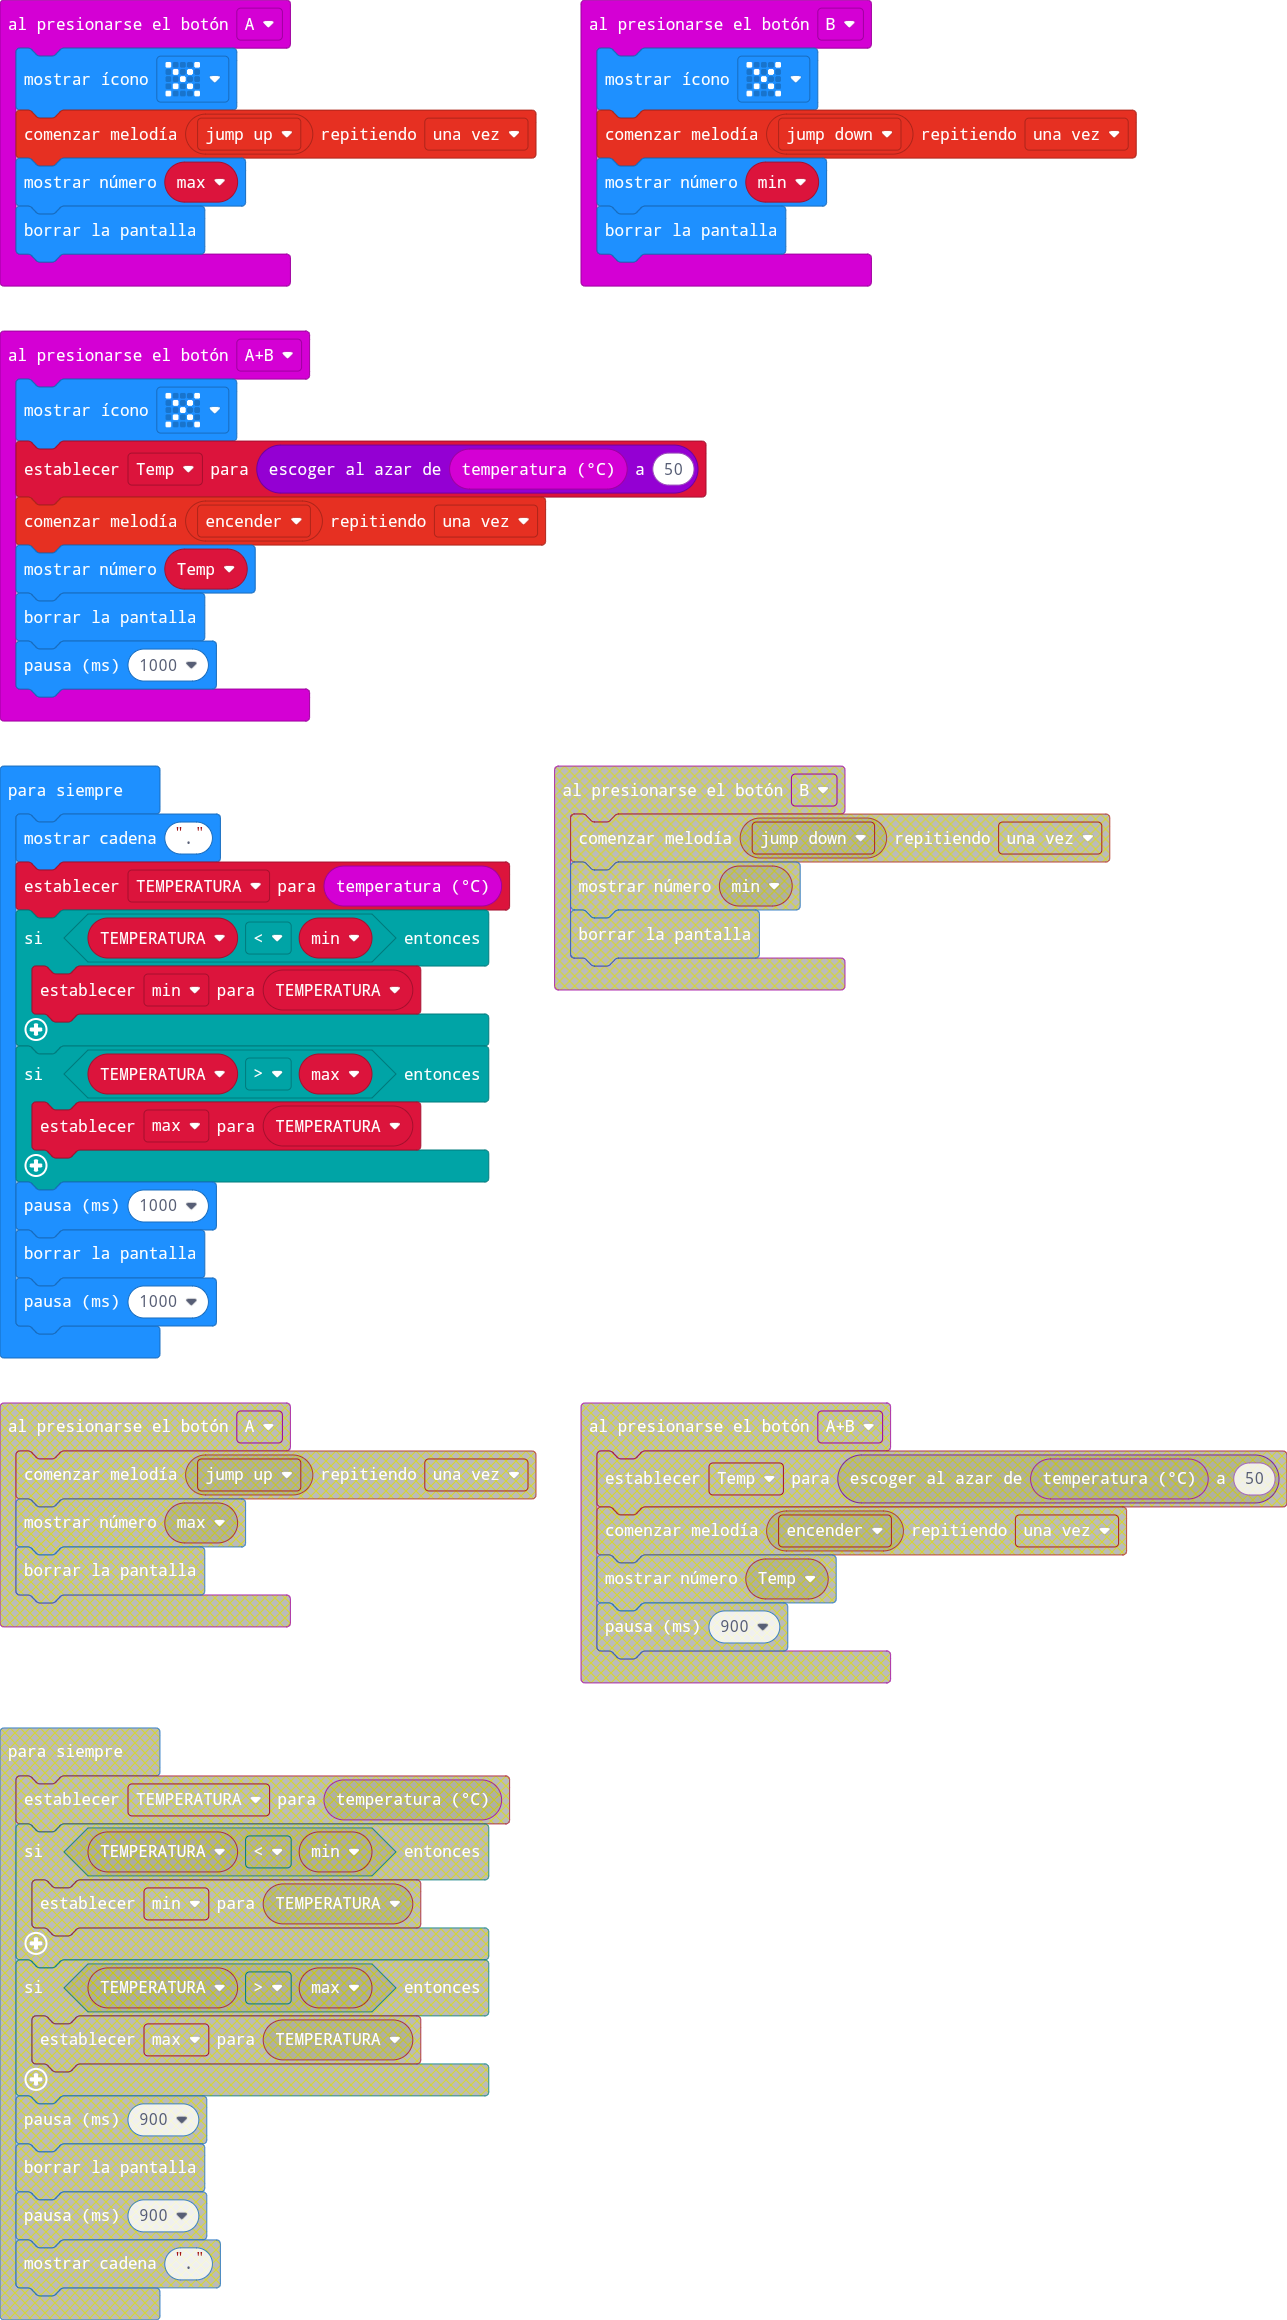 al presionarse el botón A
mostrar ícono
comenzar melodía jump up repitiendo una vez
mostrar número max
borrar la pantalla
al presionarse el botón B
mostrar ícono
comenzar melodía jump down repitiendo una vez
mostrar número min
borrar la pantalla
al presionarse el botón A+B
mostrar ícono
establecer Temp para escoger al azar de temperatura (°C) a 50
comenzar melodía encender repitiendo una vez
mostrar número Temp
borrar la pantalla
pausa (ms) 1000
para siempre
mostrar cadena "."
establecer TEMPERATURA para temperatura (°C)
si TEMPERATURA < min entonces
establecer min para TEMPERATURA
si TEMPERATURA > max entonces
establecer max para TEMPERATURA
pausa (ms) 1000
borrar la pantalla
pausa (ms) 1000
al presionarse el botón B
comenzar melodía jump down repitiendo una vez
mostrar número min
borrar la pantalla
al presionarse el botón A
comenzar melodía jump up repitiendo una vez
mostrar número max
borrar la pantalla
al presionarse el botón A+B
establecer Temp para escoger al azar de temperatura (°C) a 50
comenzar melodía encender repitiendo una vez
mostrar número Temp
pausa (ms) 900
para siempre
establecer TEMPERATURA para temperatura (°C)
si TEMPERATURA < min entonces
establecer min para TEMPERATURA
si TEMPERATURA > max entonces
establecer max para TEMPERATURA
pausa (ms) 900
borrar la pantalla
pausa (ms) 900
mostrar cadena "."